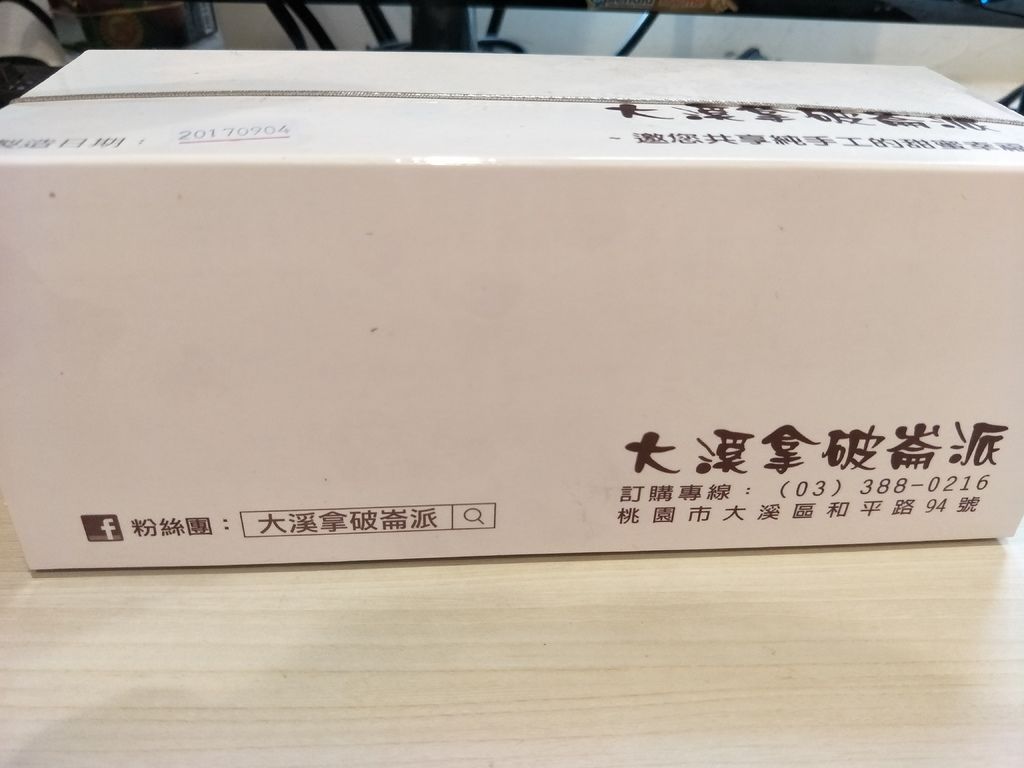 大溪拿破崙派
製造日期： 20170904
~邀您共享純手工的甜蜜幸福
大溪拿破崙派
訂購專線：(03) 388-0216
桃園市大溪區和平路94號
f 粉絲團： 大溪拿破崙派